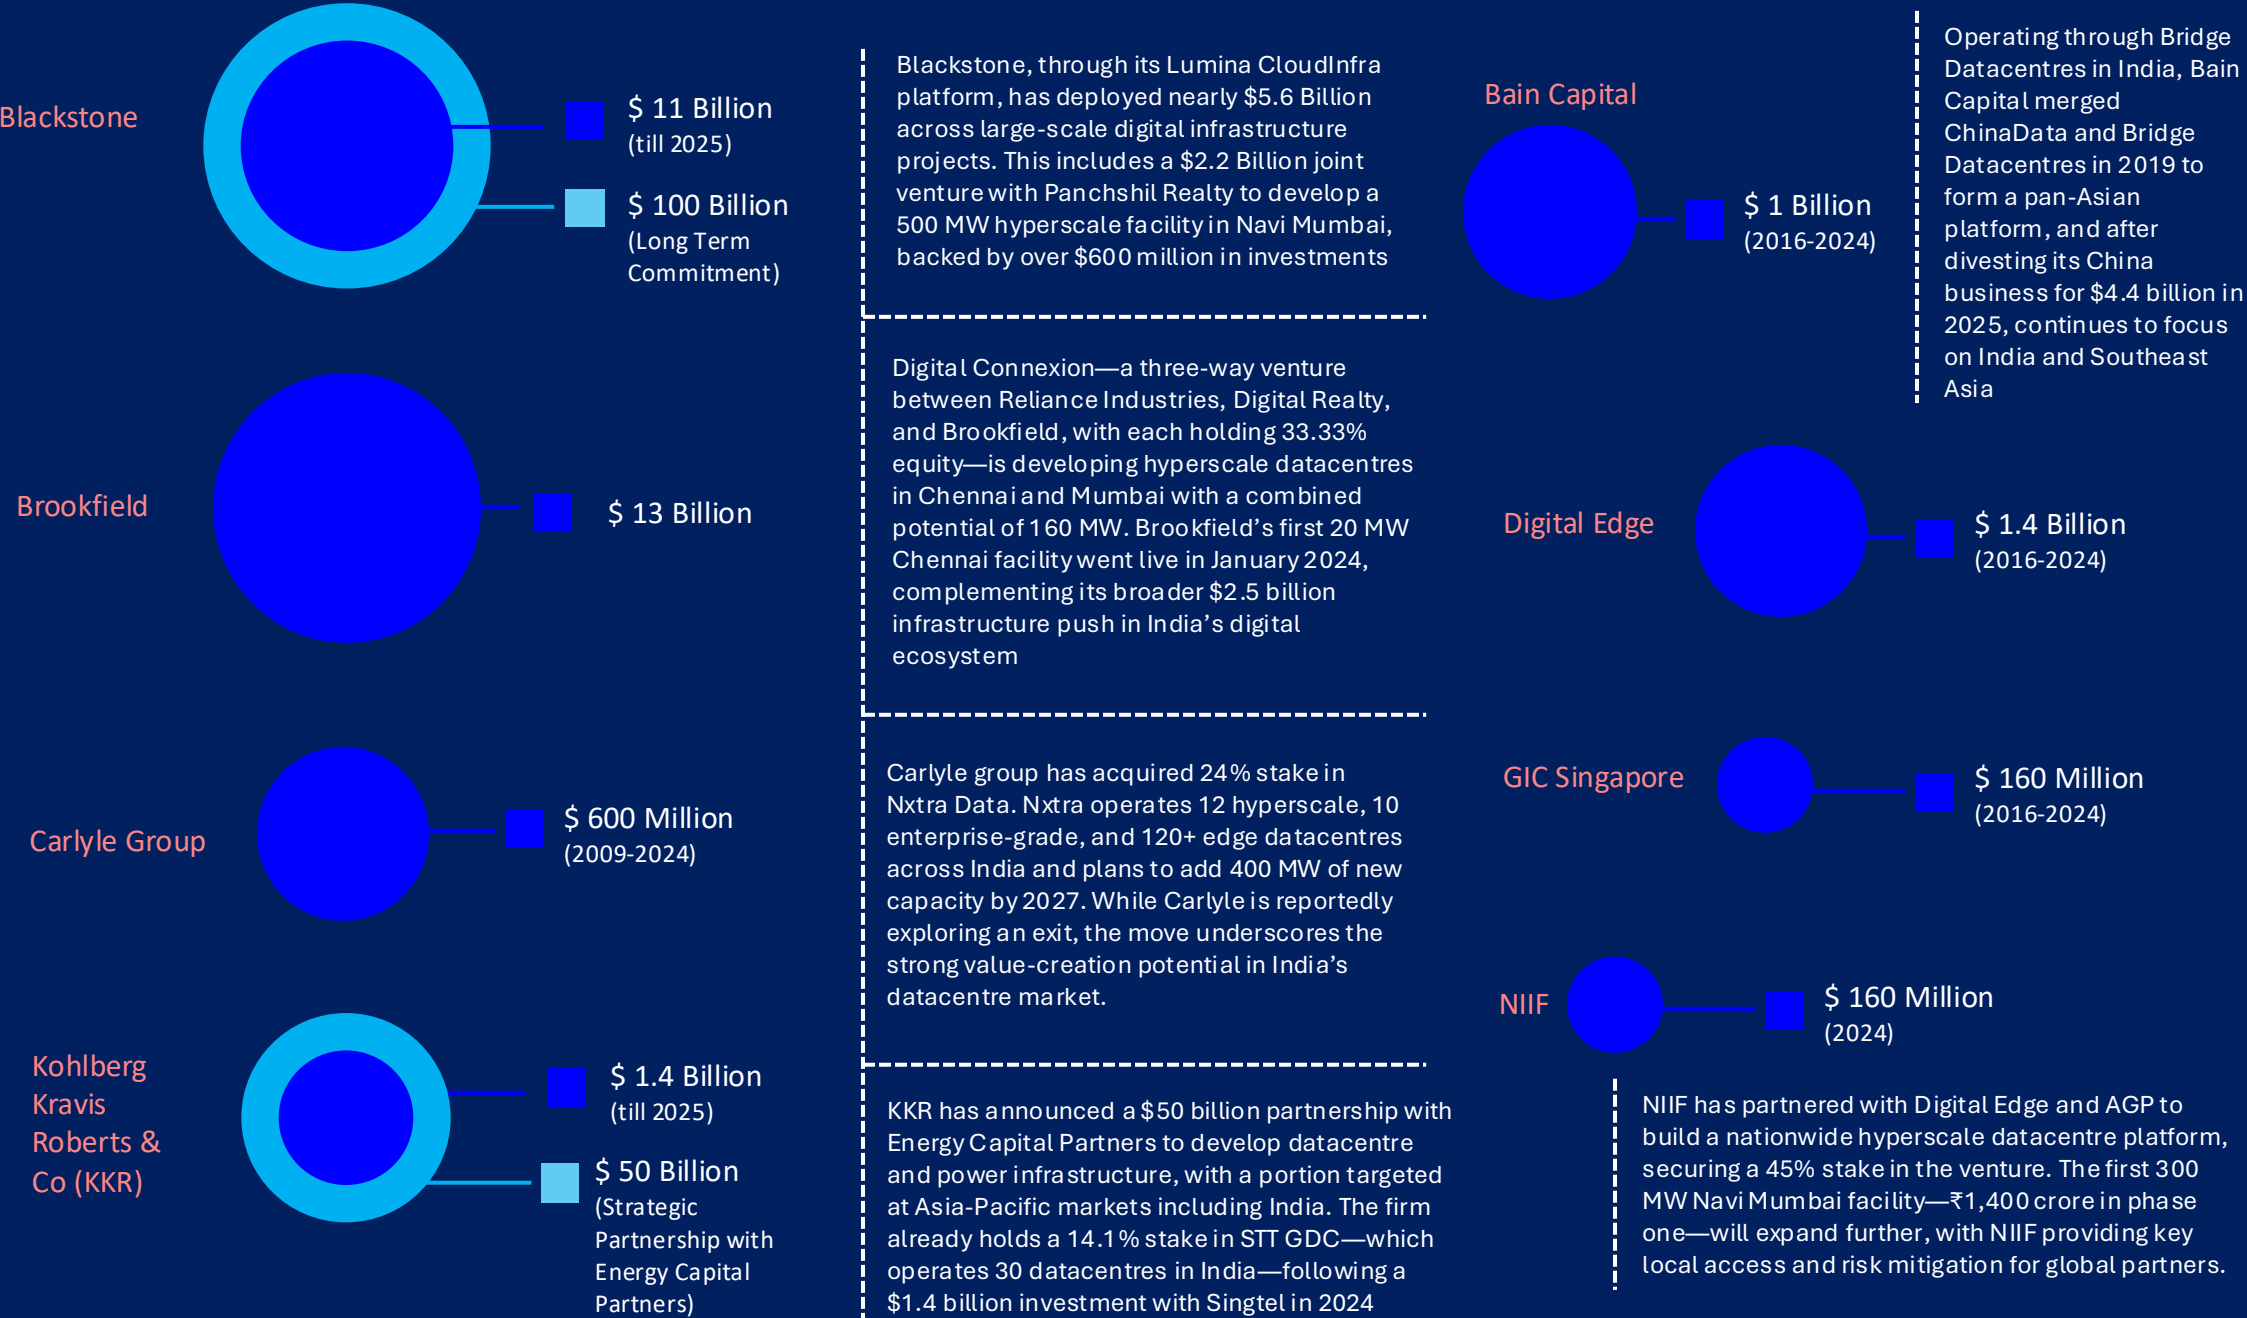 Blackstone
$ 11 Billion
(till 2025)
$ 100 Billion
(Long Term
Commitment)
Blackstone, through its Lumina CloudInfra
platform, has deployed nearly $5.6 Billion
across large-scale digital infrastructure
projects. This includes a $2.2 Billion joint
venture with Panchshil Realty to develop a
500 MW hyperscale facility in Navi Mumbai,
backed by over $600 million in investments
Brookfield
$ 13 Billion
Digital Connexion—a three-way venture
between Reliance Industries, Digital Realty,
and Brookfield, with each holding 33.33%
equity—is developing hyperscale datacentres
in Chennai and Mumbai with a combined
potential of 160 MW. Brookfield’s first 20 MW
Chennai facility went live in January 2024,
complementing its broader $2.5 billion
infrastructure push in India’s digital
ecosystem
Carlyle Group
$ 600 Million
(2009-2024)
Carlyle group has acquired 24% stake in
Nxtra Data. Nxtra operates 12 hyperscale, 10
enterprise-grade, and 120+ edge datacentres
across India and plans to add 400 MW of new
capacity by 2027. While Carlyle is reportedly
exploring an exit, the move underscores the
strong value-creation potential in India’s
datacentre market.
Kohlberg
Kravis
Roberts &
Co (KKR)
$ 1.4 Billion
(till 2025)
$ 50 Billion
(Strategic
Partnership with
Energy Capital
Partners)
KKR has announced a $50 billion partnership with
Energy Capital Partners to develop datacentre
and power infrastructure, with a portion targeted
at Asia-Pacific markets including India. The firm
already holds a 14.1% stake in STT GDC—which
operates 30 datacentres in India—following a
$1.4 billion investment with Singtel in 2024
Bain Capital
$ 1 Billion
(2016-2024)
Operating through Bridge
Datacentres in India, Bain
Capital merged
ChinaData and Bridge
Datacentres in 2019 to
form a pan-Asian
platform, and after
divesting its China
business for $4.4 billion in
2025, continues to focus
on India and Southeast
Asia
Digital Edge
$ 1.4 Billion
(2016-2024)
GIC Singapore
$ 160 Million
(2016-2024)
NIIF
$ 160 Million
(2024)
NIIF has partnered with Digital Edge and AGP to
build a nationwide hyperscale datacentre platform,
securing a 45% stake in the venture. The first 300
MW Navi Mumbai facility—₹1,400 crore in phase
one—will expand further, with NIIF providing key
local access and risk mitigation for global partners.